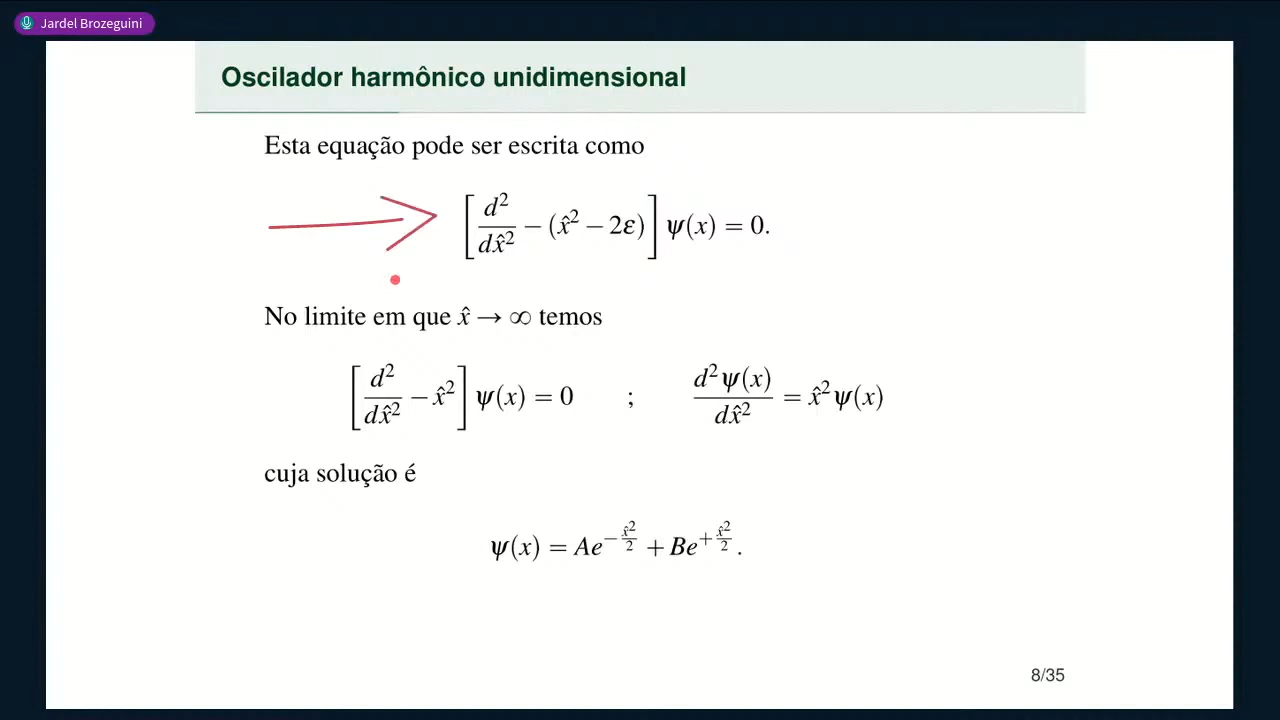 Jardel Brozeguini
Oscilador harmônico unidimensional
Esta equação pode ser escrita como
[d²/dx̂² − (x̂² − 2ε)] ψ(x) = 0.
No limite em que x̂ → ∞ temos
[d²/dx̂² − x̂²] ψ(x) = 0 ; d²ψ(x)/dx̂² = x̂²ψ(x)
cuja solução é
ψ(x) = Ae^(−x̂²/2) + Be^(+x̂²/2).
8/35